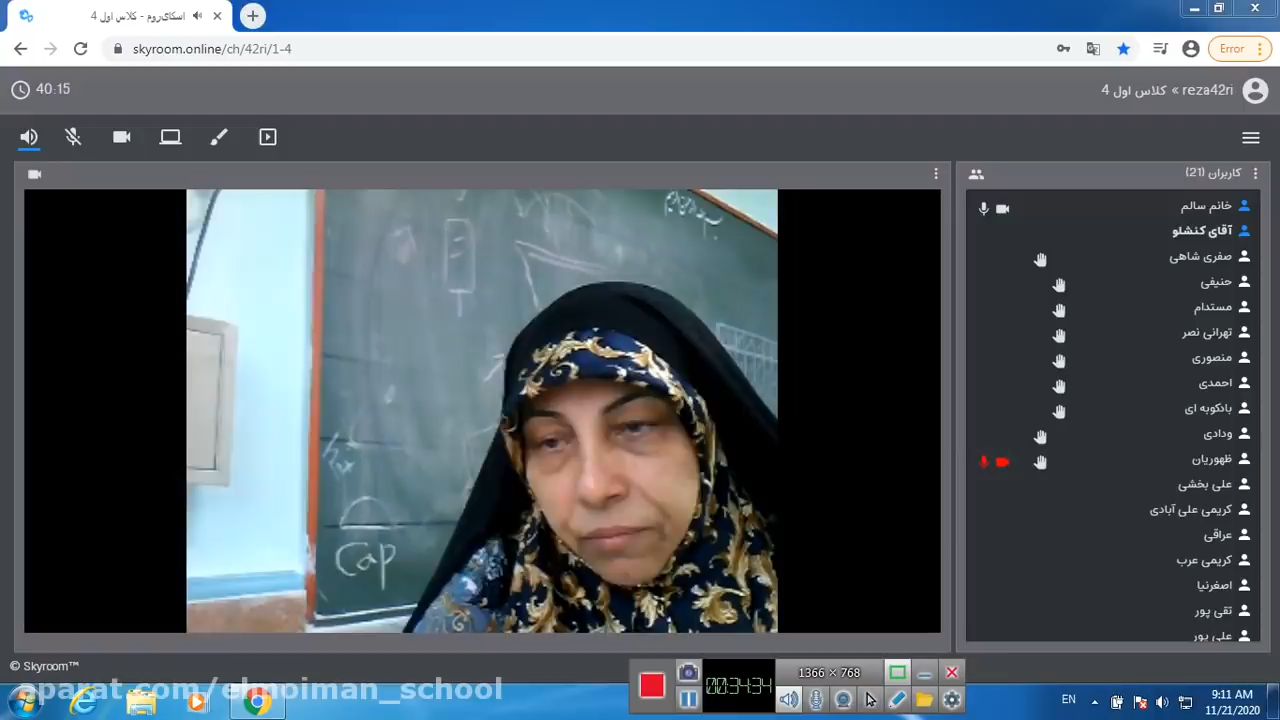 اسکای‌روم - کلاس اول 4
skyroom.online/ch/42ri/1-4
Error
40:15
reza42ri » کلاس اول 4
کاربران (21)
خانم سالم
آقای کنشلو
صفری شاهی
حنیفی
مستدام
تهرانی نصر
منصوری
احمدی
بادکوبه ای
ودادی
ظهوریان
علی بخشی
کریمی علی آبادی
عراقی
کریمی عرب
اصغرنیا
تقی پور
علی پور
hat
Cap
© Skyroom™
1366 × 768
00:34:34
aparat.com/elmoiman_school
EN
9:11 AM
11/21/2020